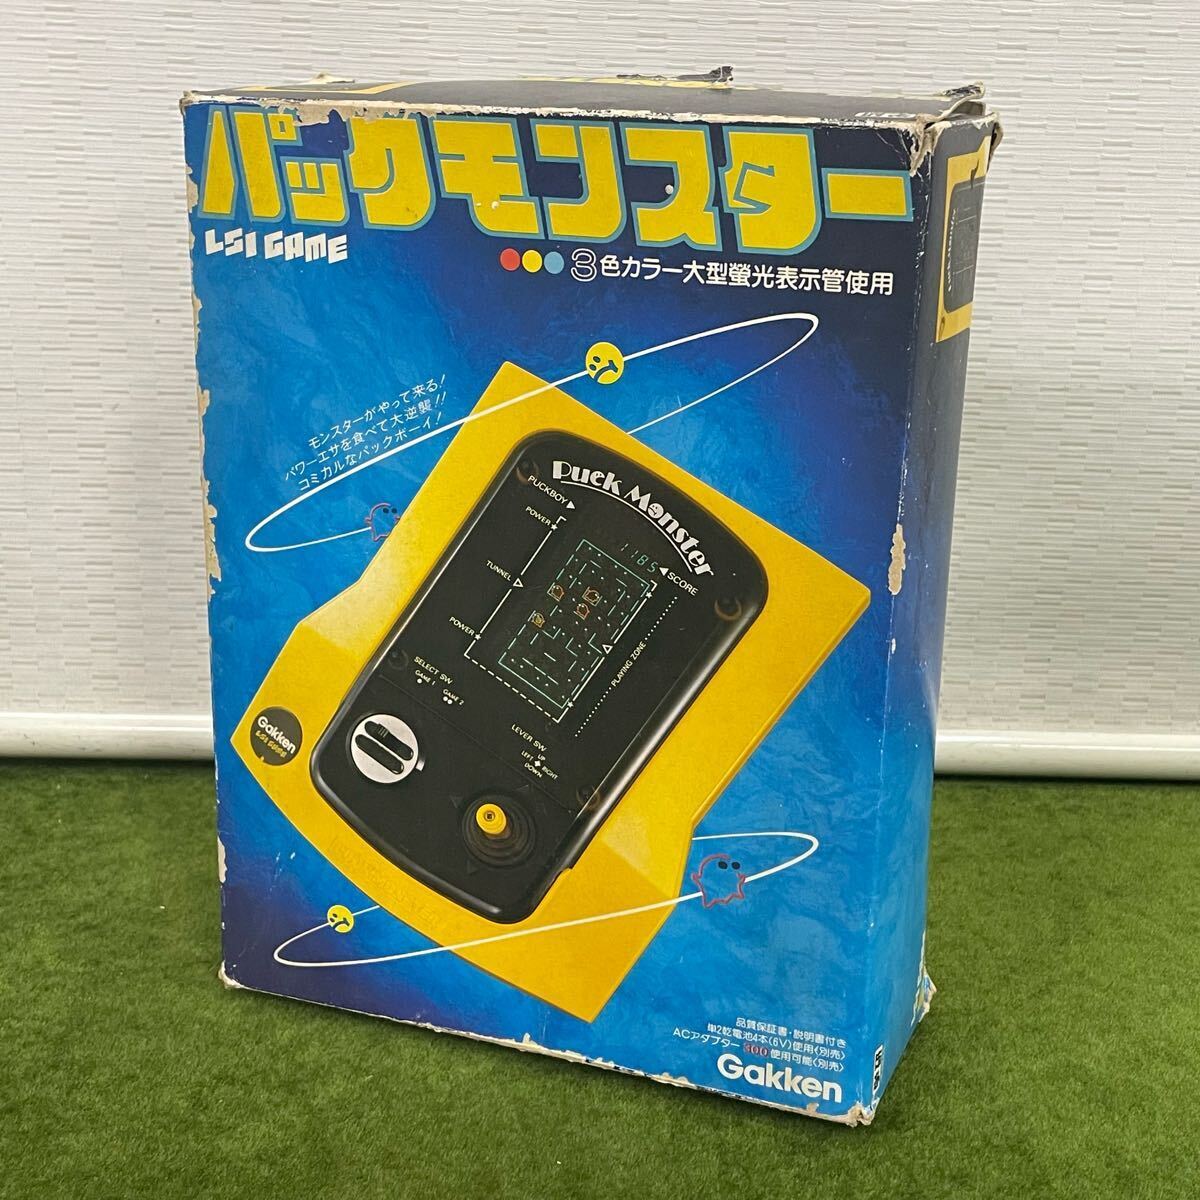 パックモンスター
LSI GAME
3色カラー大型螢光表示管使用
モンスターがやって来る!
パワーエサを食べて大逆襲!!
コミカルなパックボーイ!
Puck Monster
PUCKBOY
POWER
1185
SCORE
TUNNEL
POWER
PLAYING ZONE
SELECT SW
GAME 1
GAME 2
LEVER SW
UP
LEFT
RIGHT
DOWN
Gakken
LSI GAME
品質保証書・説明書付き
単2乾電池4本(6V)使用〈別売〉
ACアダプター300使用可能〈別売〉
Gakken